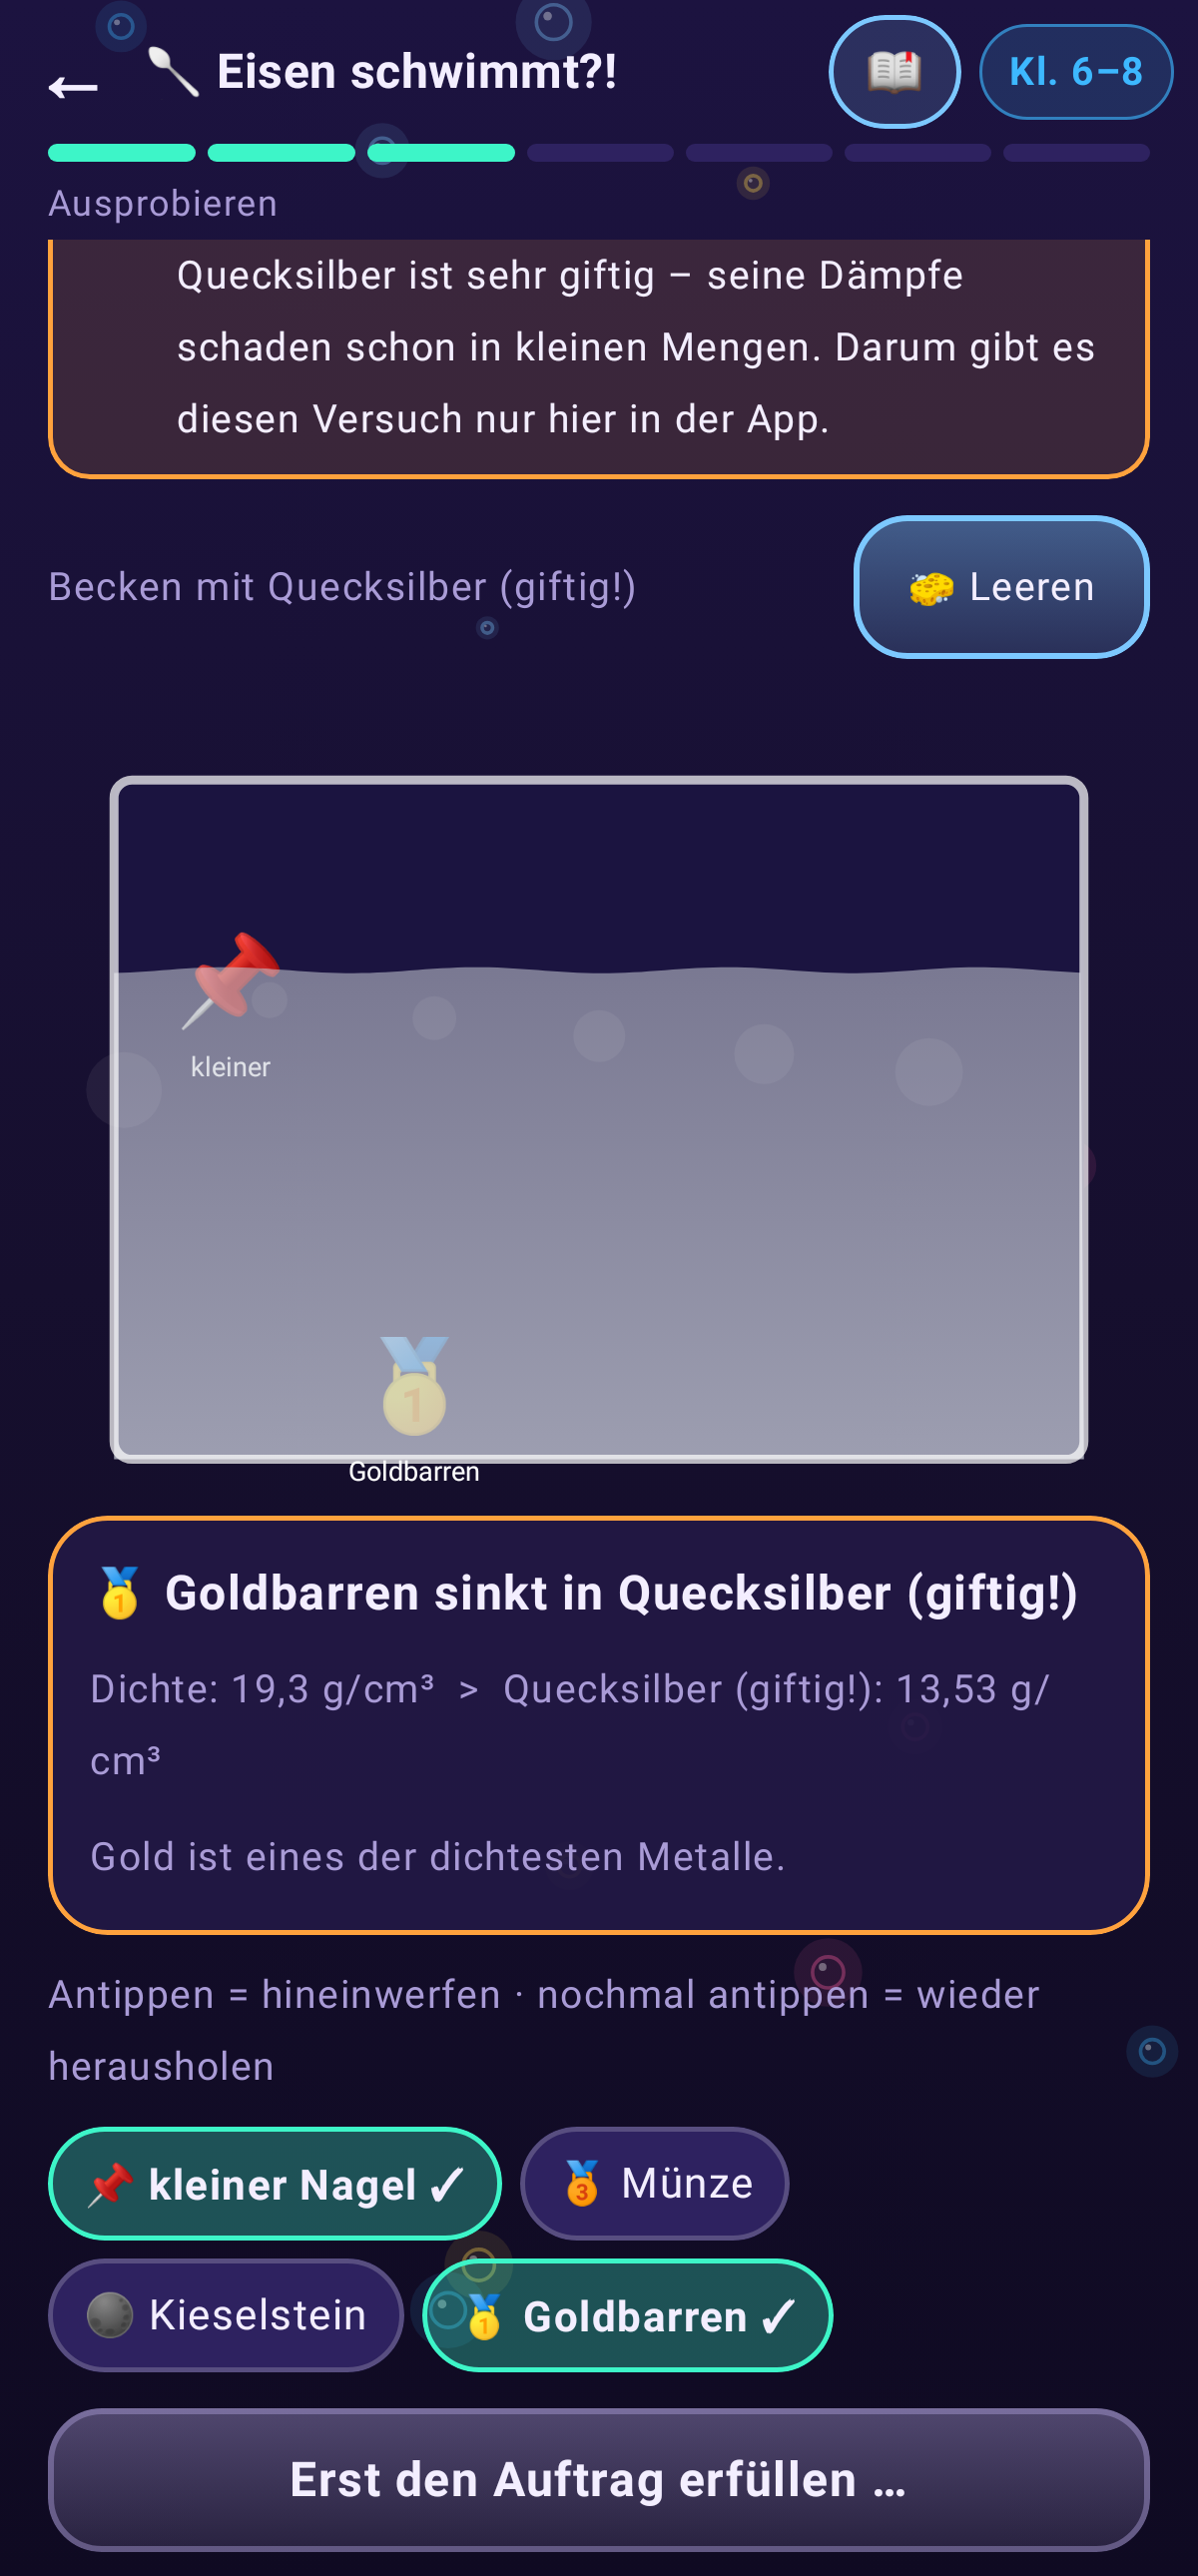 ← Eisen schwimmt?!
Kl. 6–8
Ausprobieren
Quecksilber ist sehr giftig – seine Dämpfe
schaden schon in kleinen Mengen. Darum gibt es
diesen Versuch nur hier in der App.
Becken mit Quecksilber (giftig!)
Leeren
kleiner
1
Goldbarren
Goldbarren sinkt in Quecksilber (giftig!)
Dichte: 19,3 g/cm³ > Quecksilber (giftig!): 13,53 g/
cm³
Gold ist eines der dichtesten Metalle.
Antippen = hineinwerfen · nochmal antippen = wieder
herausholen
kleiner Nagel ✓
3 Münze
Kieselstein
1 Goldbarren ✓
Erst den Auftrag erfüllen …